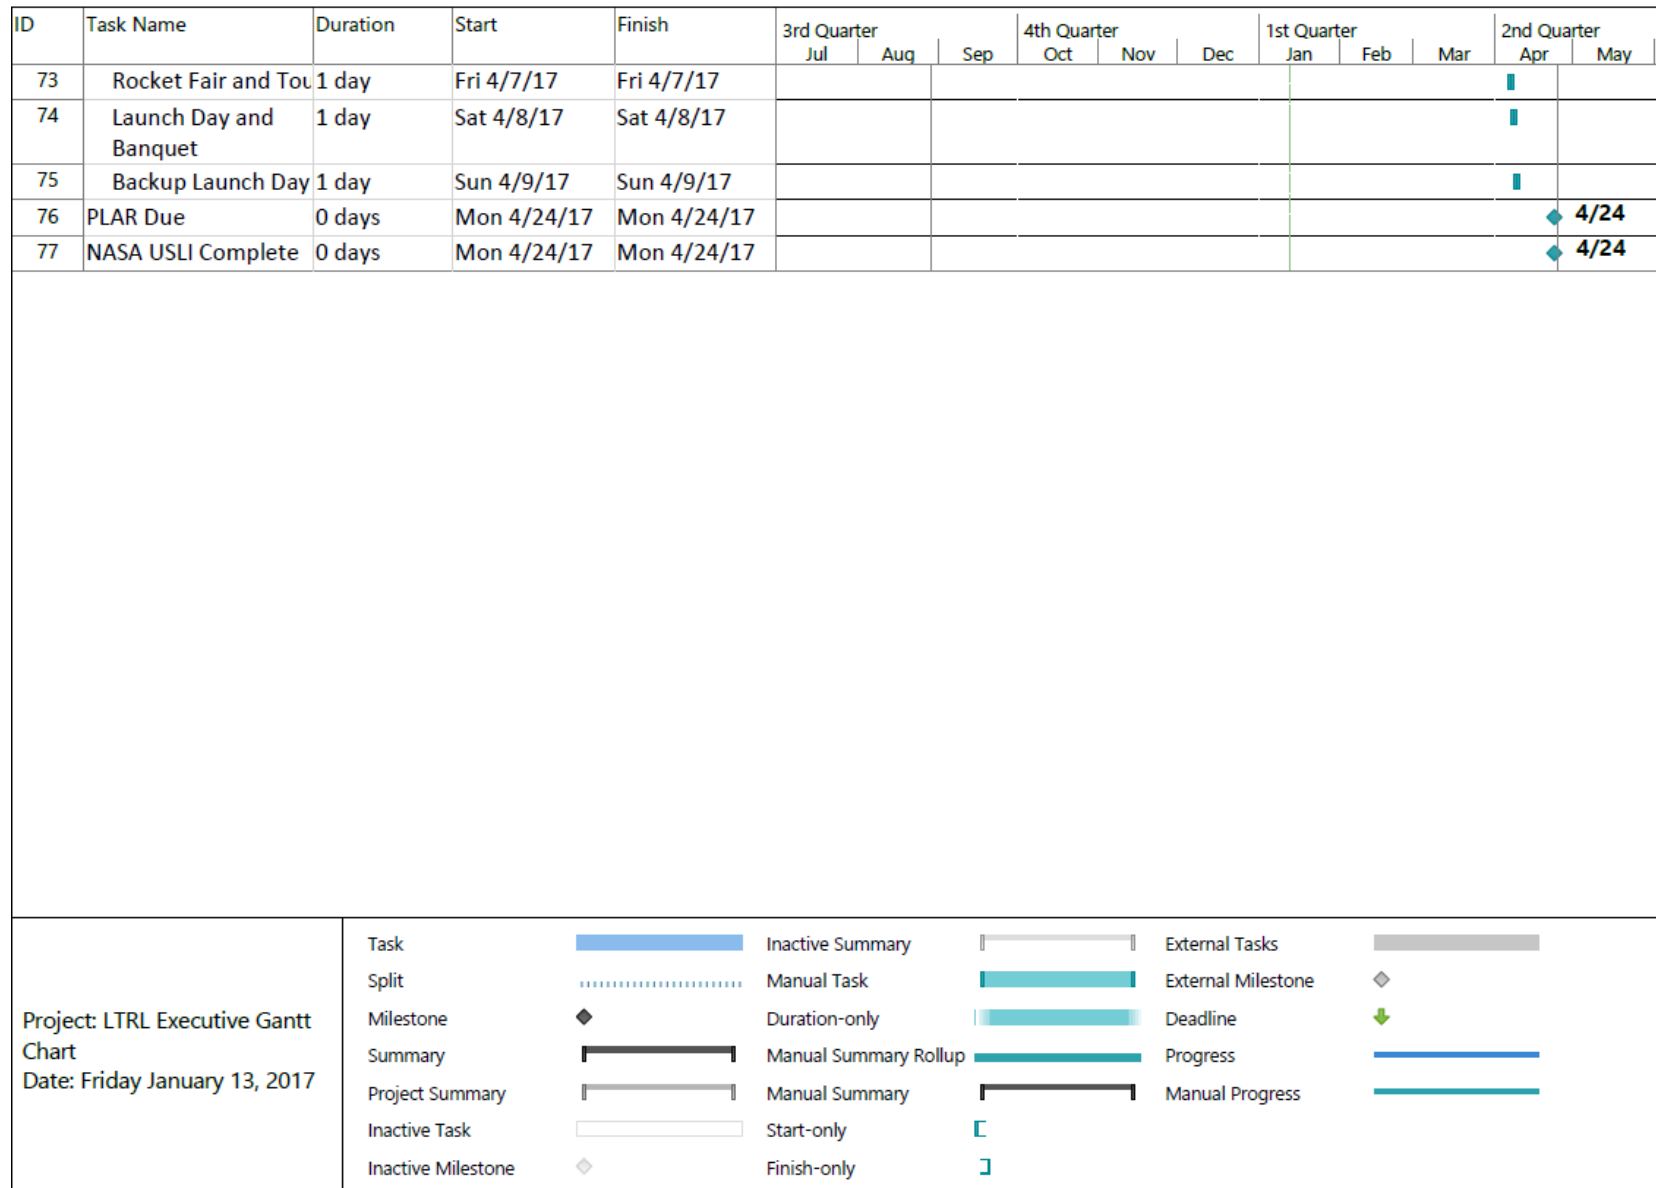 ID Task Name Duration Start Finish 3rd Quarter 4th Quarter 1st Quarter 2nd Quarter
Jul Aug Sep Oct Nov Dec Jan Feb Mar Apr May
73 Rocket Fair and Tou 1 day Fri 4/7/17 Fri 4/7/17
74 Launch Day and 1 day Sat 4/8/17 Sat 4/8/17
Banquet
75 Backup Launch Day 1 day Sun 4/9/17 Sun 4/9/17
76 PLAR Due 0 days Mon 4/24/17 Mon 4/24/17 4/24
77 NASA USLI Complete 0 days Mon 4/24/17 Mon 4/24/17 4/24
Project: LTRL Executive Gantt
Chart
Date: Friday January 13, 2017
Task
Split
Milestone
Summary
Project Summary
Inactive Task
Inactive Milestone
Inactive Summary
Manual Task
Duration-only
Manual Summary Rollup
Manual Summary
Start-only
Finish-only
External Tasks
External Milestone
Deadline
Progress
Manual Progress